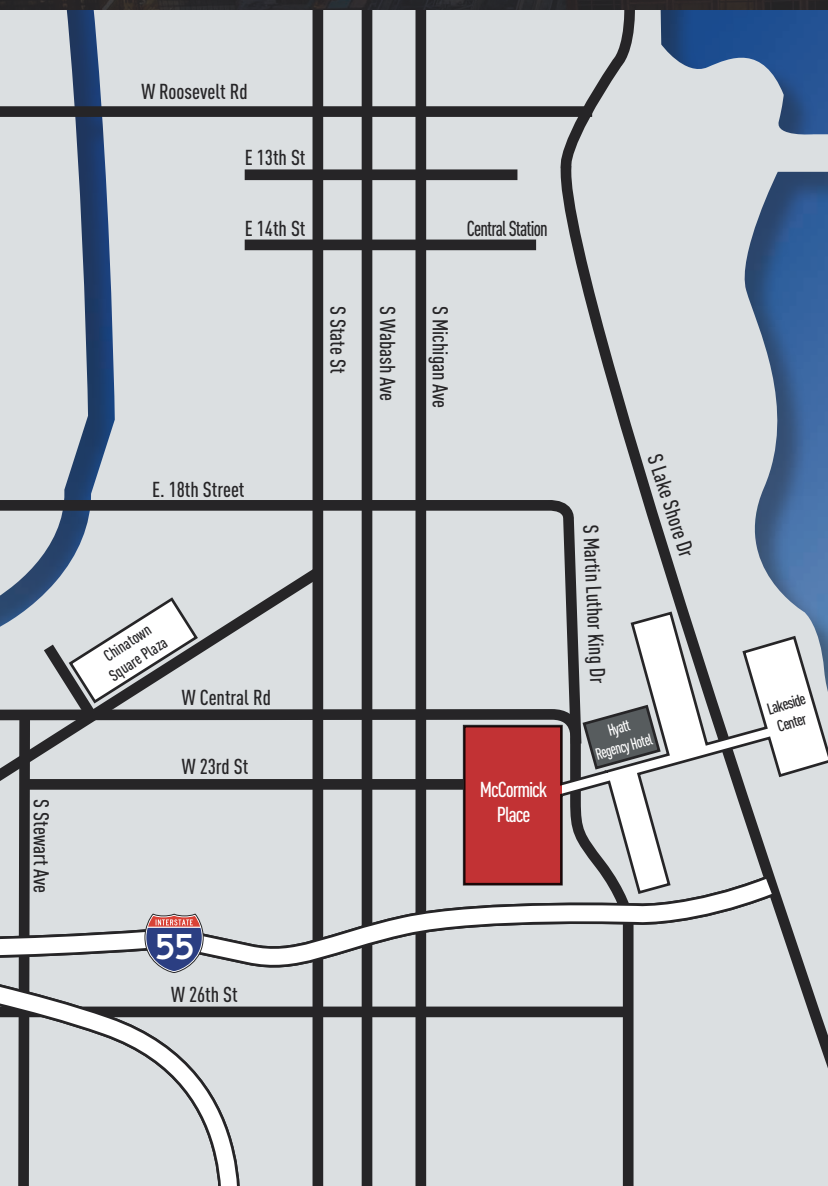 W Roosevelt Rd
E 13th St
E 14th St
Central Station
S State St
S Wabash Ave
S Michigan Ave
S Lake Shore Dr
E. 18th Street
S Martin Luthor King Dr
Chinatown
Square Plaza
W Central Rd
Hyatt
Regency Hotel
Lakeside
Center
W 23rd St
McCormick
Place
S Stewart Ave
INTERSTATE
55
W 26th St